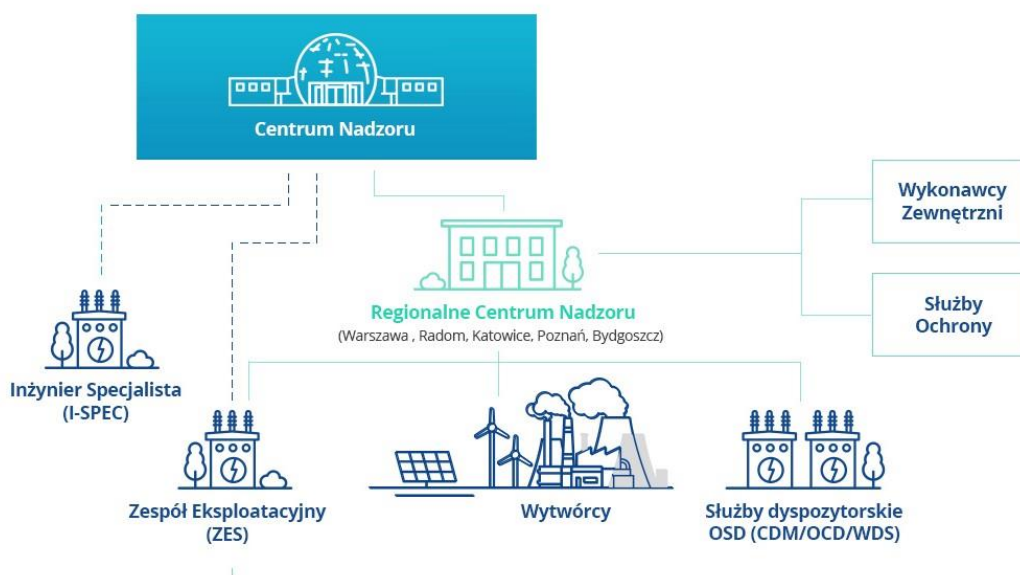 Centrum Nadzoru
Wykonawcy
Zewnętrzni
Regionalne Centrum Nadzoru
(Warszawa , Radom, Katowice, Poznań, Bydgoszcz)
Służby
Ochrony
Inżynier Specjalista
(I-SPEC)
Zespół Eksploatacyjny
(ZES)
Wytwórcy
Służby dyspozytorskie
OSD (CDM/OCD/WDS)